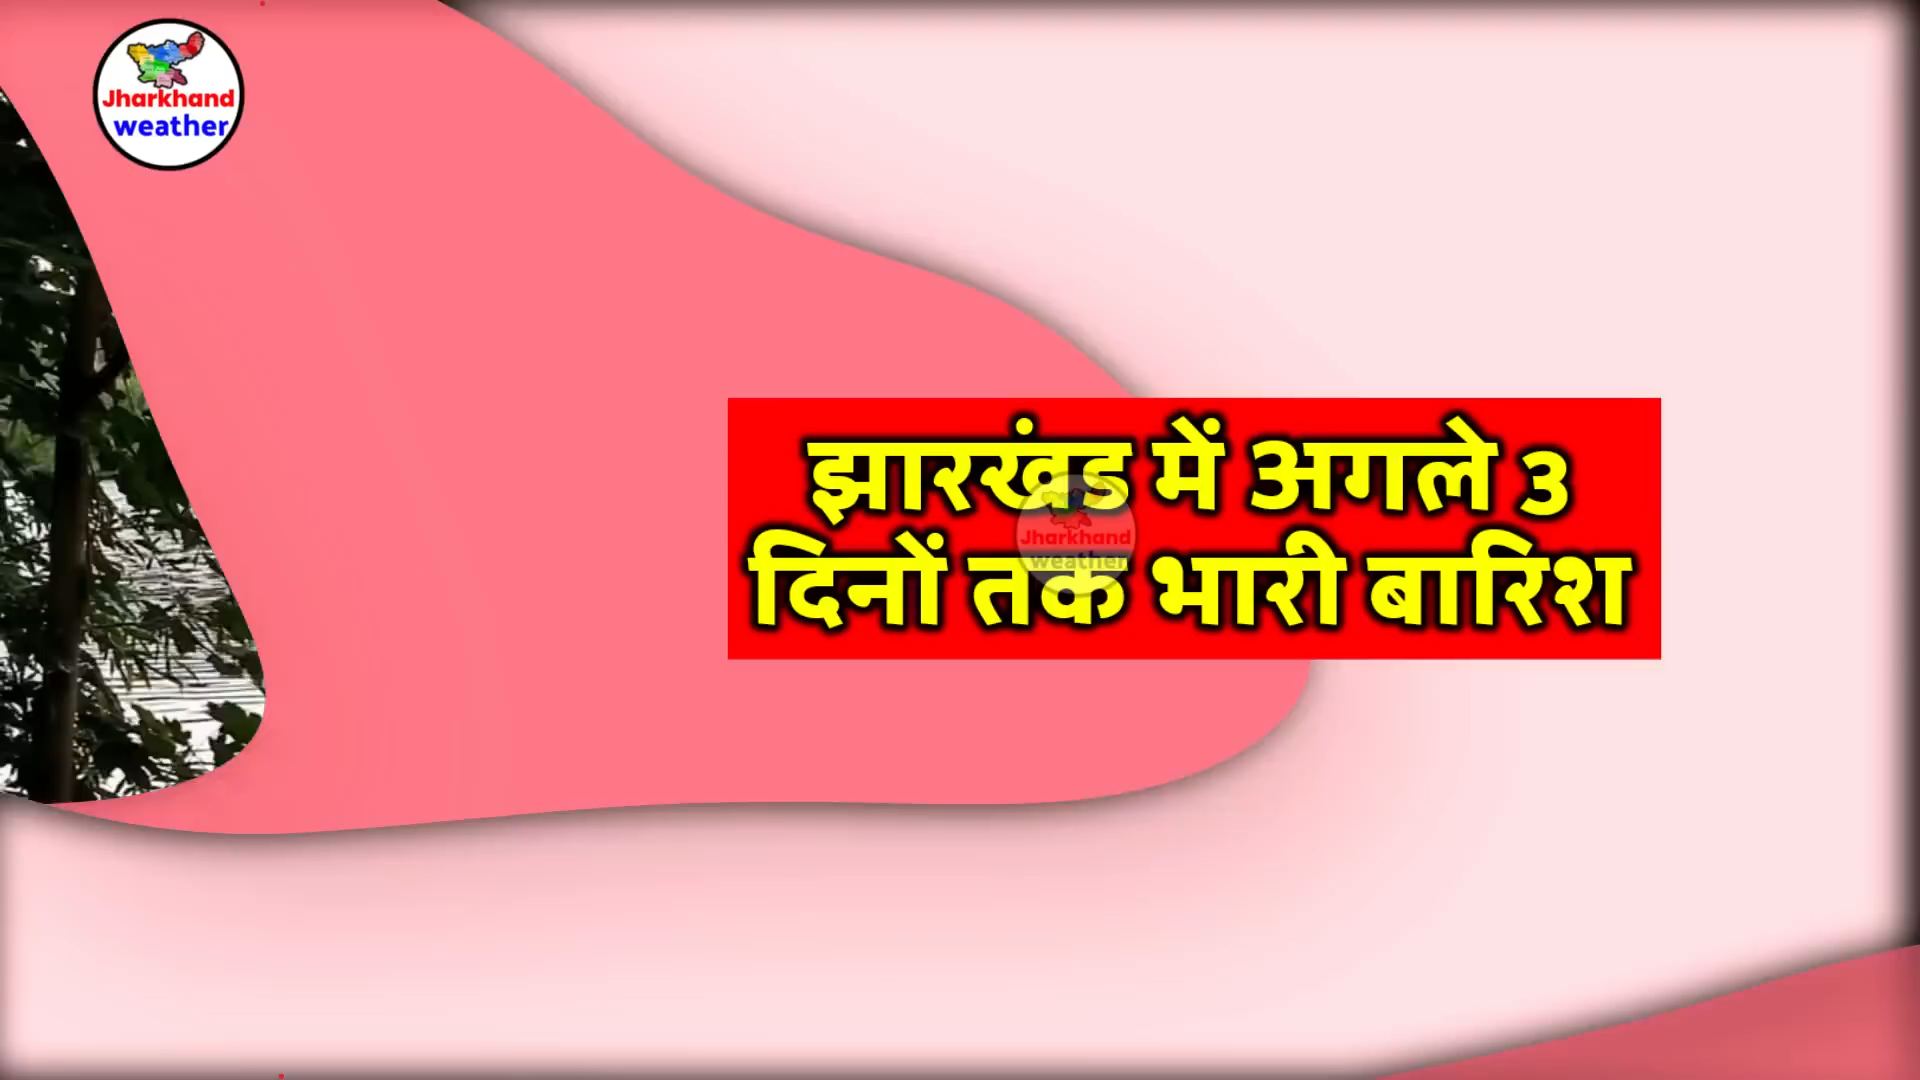 Jharkhand
weather
झारखंड में अगले 3
दिनों तक भारी बारिश
Jharkhand
weather